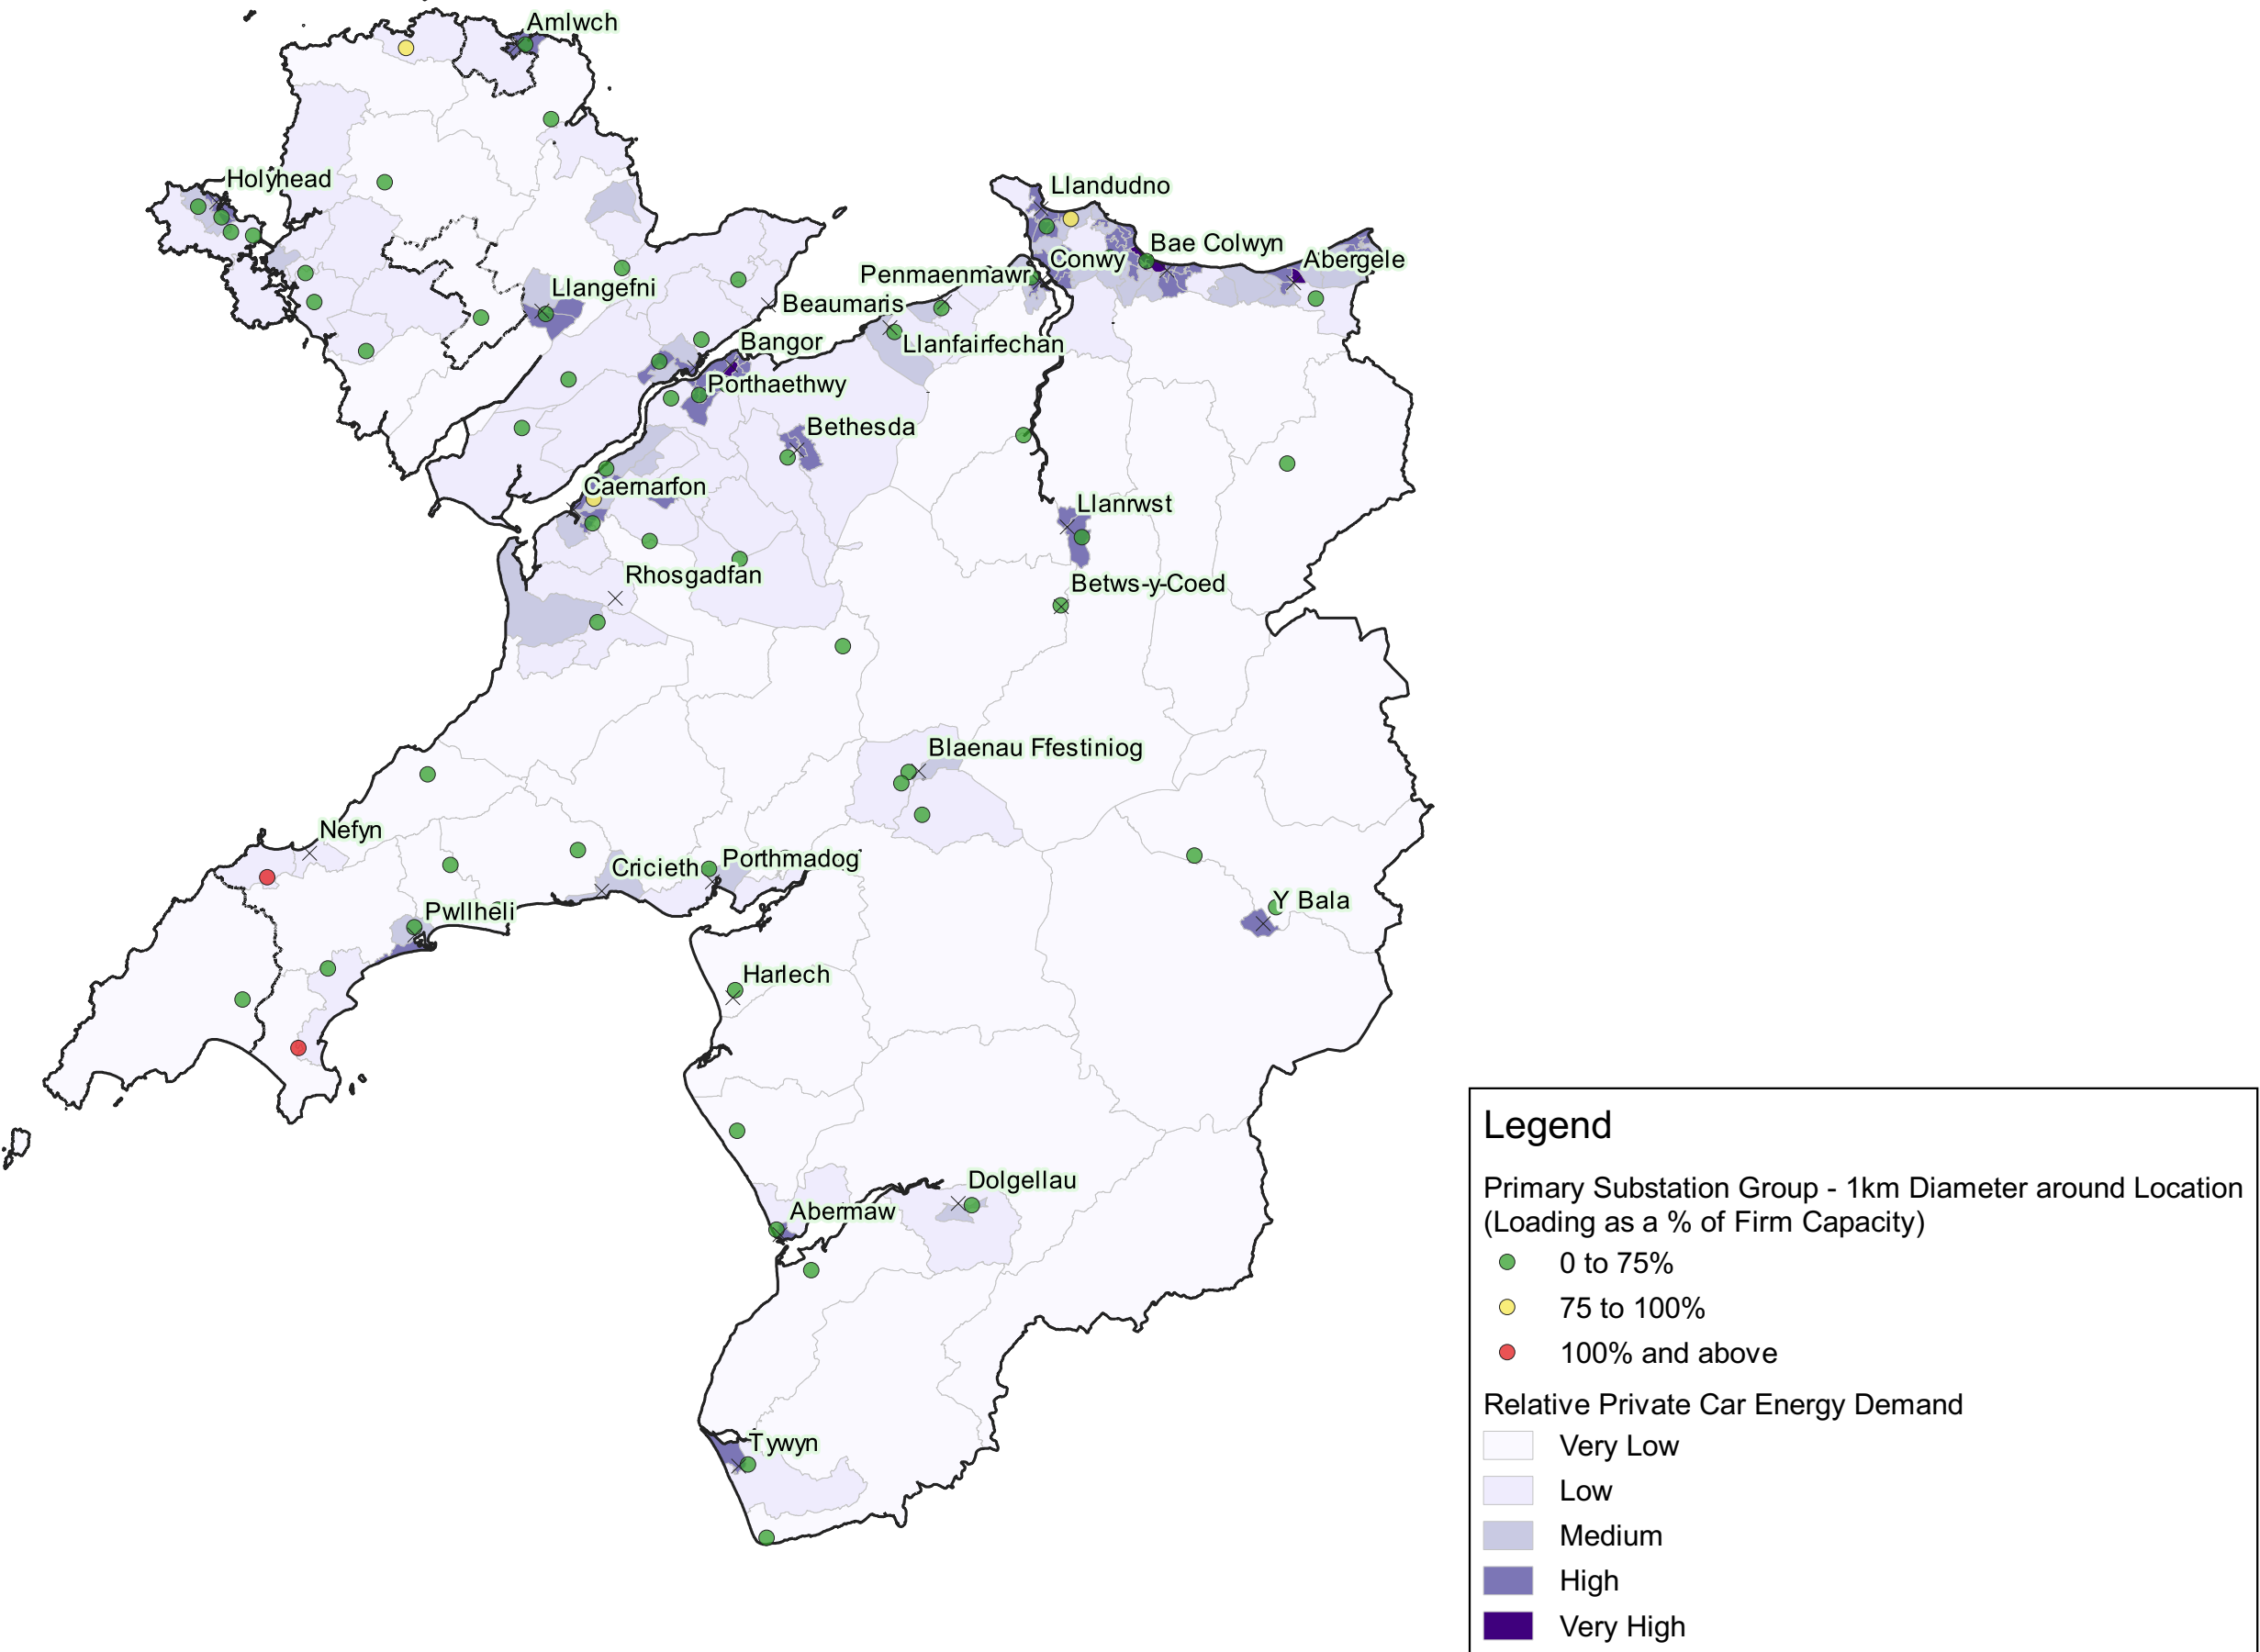 Amlwch
Holyhead
Llandudno
Bae Colwyn
Conwy
Abergele
Penmaenmawr
Llangefni
Beaumaris
Bangor
Llanfairfechan
Porthaethwy
Bethesda
Caernarfon
Llanrwst
Rhosgadfan
Betws-y-Coed
Blaenau Ffestiniog
Nefyn
Cricieth
Porthmadog
Pwllheli
Y Bala
Harlech
Dolgellau
Abermaw
Tywyn
Legend
Primary Substation Group - 1km Diameter around Location
(Loading as a % of Firm Capacity)
0 to 75%
75 to 100%
100% and above
Relative Private Car Energy Demand
Very Low
Low
Medium
High
Very High